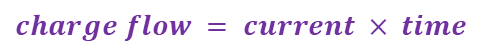 charge flow = current × time